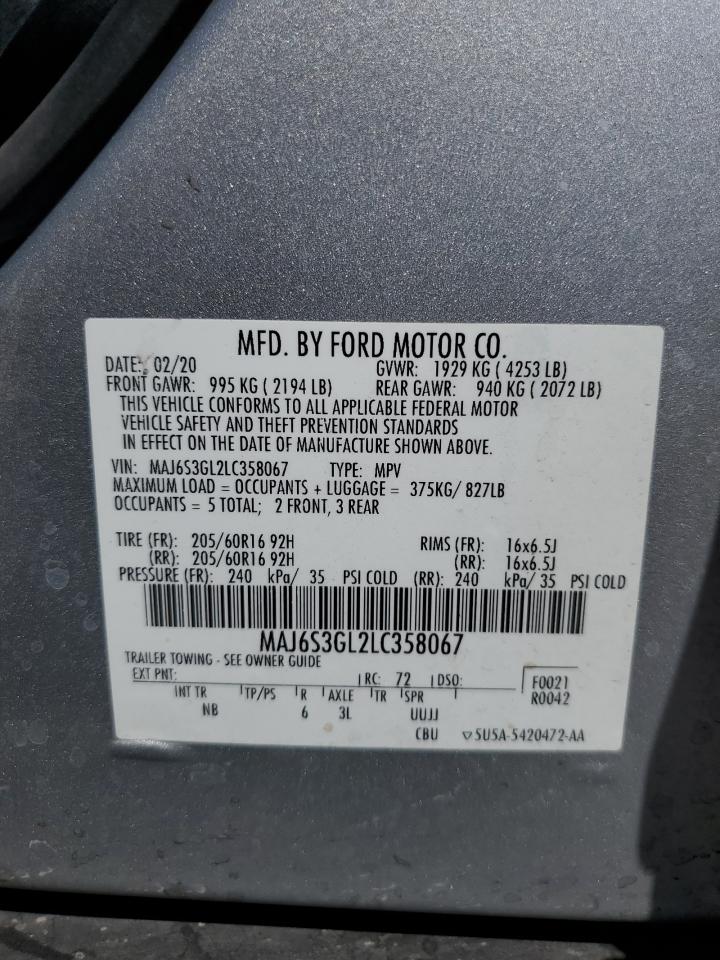 MFD. BY FORD MOTOR CO.
DATE: 02/20 GVWR: 1929 KG ( 4253 LB)
FRONT GAWR: 995 KG ( 2194 LB) REAR GAWR: 940 KG ( 2072 LB)
THIS VEHICLE CONFORMS TO ALL APPLICABLE FEDERAL MOTOR
VEHICLE SAFETY AND THEFT PREVENTION STANDARDS
IN EFFECT ON THE DATE OF MANUFACTURE SHOWN ABOVE.
VIN: MAJ6S3GL2LC358067 TYPE: MPV
MAXIMUM LOAD = OCCUPANTS + LUGGAGE = 375KG/ 827LB
OCCUPANTS = 5 TOTAL; 2 FRONT, 3 REAR
TIRE (FR): 205/60R16 92H RIMS (FR): 16x6.5J
(RR): 205/60R16 92H (RR): 16x6.5J
PRESSURE (FR): 240 kPa/ 35 PSI COLD (RR): 240 kPa/ 35 PSI COLD
MAJ6S3GL2LC358067
TRAILER TOWING - SEE OWNER GUIDE
EXT PNT: RC: 72 DSO: F0021
R0042
INT TR TP/PS R AXLE TR SPR
NB 6 3L UUJJ
CBU SU5A-5420472-AA